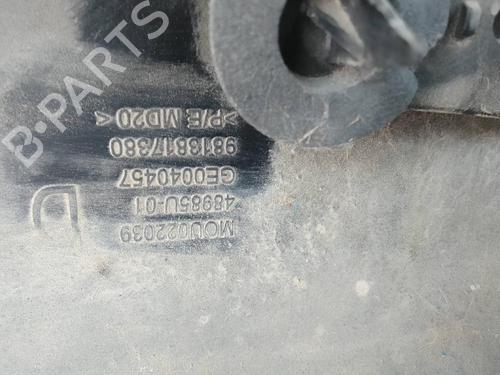 MOU0022039
48985U-01
GE00040457
9818817380
>P/E MD20<
B-PARTS